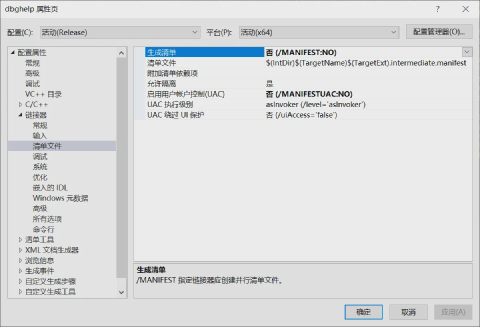 dbghelp 属性页
配置(C): 活动(Release) 平台(P): 活动(x64) 配置管理器(O)...
配置属性
常规
高级
调试
VC++ 目录
C/C++
链接器
常规
输入
清单文件
调试
系统
优化
嵌入的 IDL
Windows 元数据
高级
所有选项
命令行
清单工具
XML 文档生成器
浏览信息
生成事件
自定义生成步骤
自定义生成工具
生成清单 否 (/MANIFEST:NO)
清单文件 $(IntDir)$(TargetName)$(TargetExt).intermediate.manifest
附加清单依赖项
允许隔离 是
启用用户帐户控制(UAC) 否 (/MANIFESTUAC:NO)
UAC 执行级别 asInvoker (/level='asInvoker')
UAC 绕过 UI 保护 否 (/uiAccess='false')
生成清单
/MANIFEST 指定链接器应创建并行清单文件。
确定 取消 应用(A)